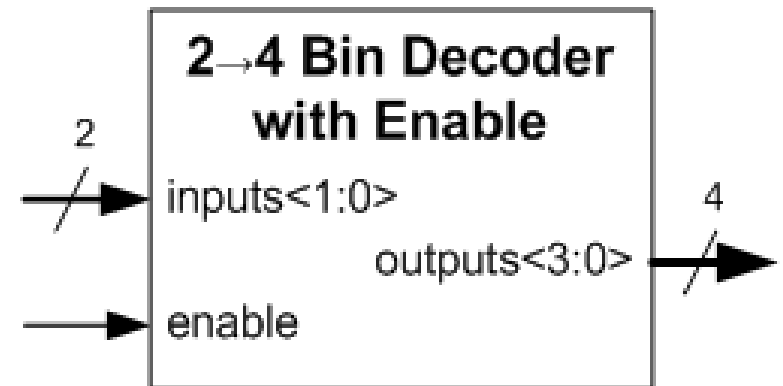 2→4 Bin Decoder
with Enable
2
inputs<1:0>
4
outputs<3:0>
enable